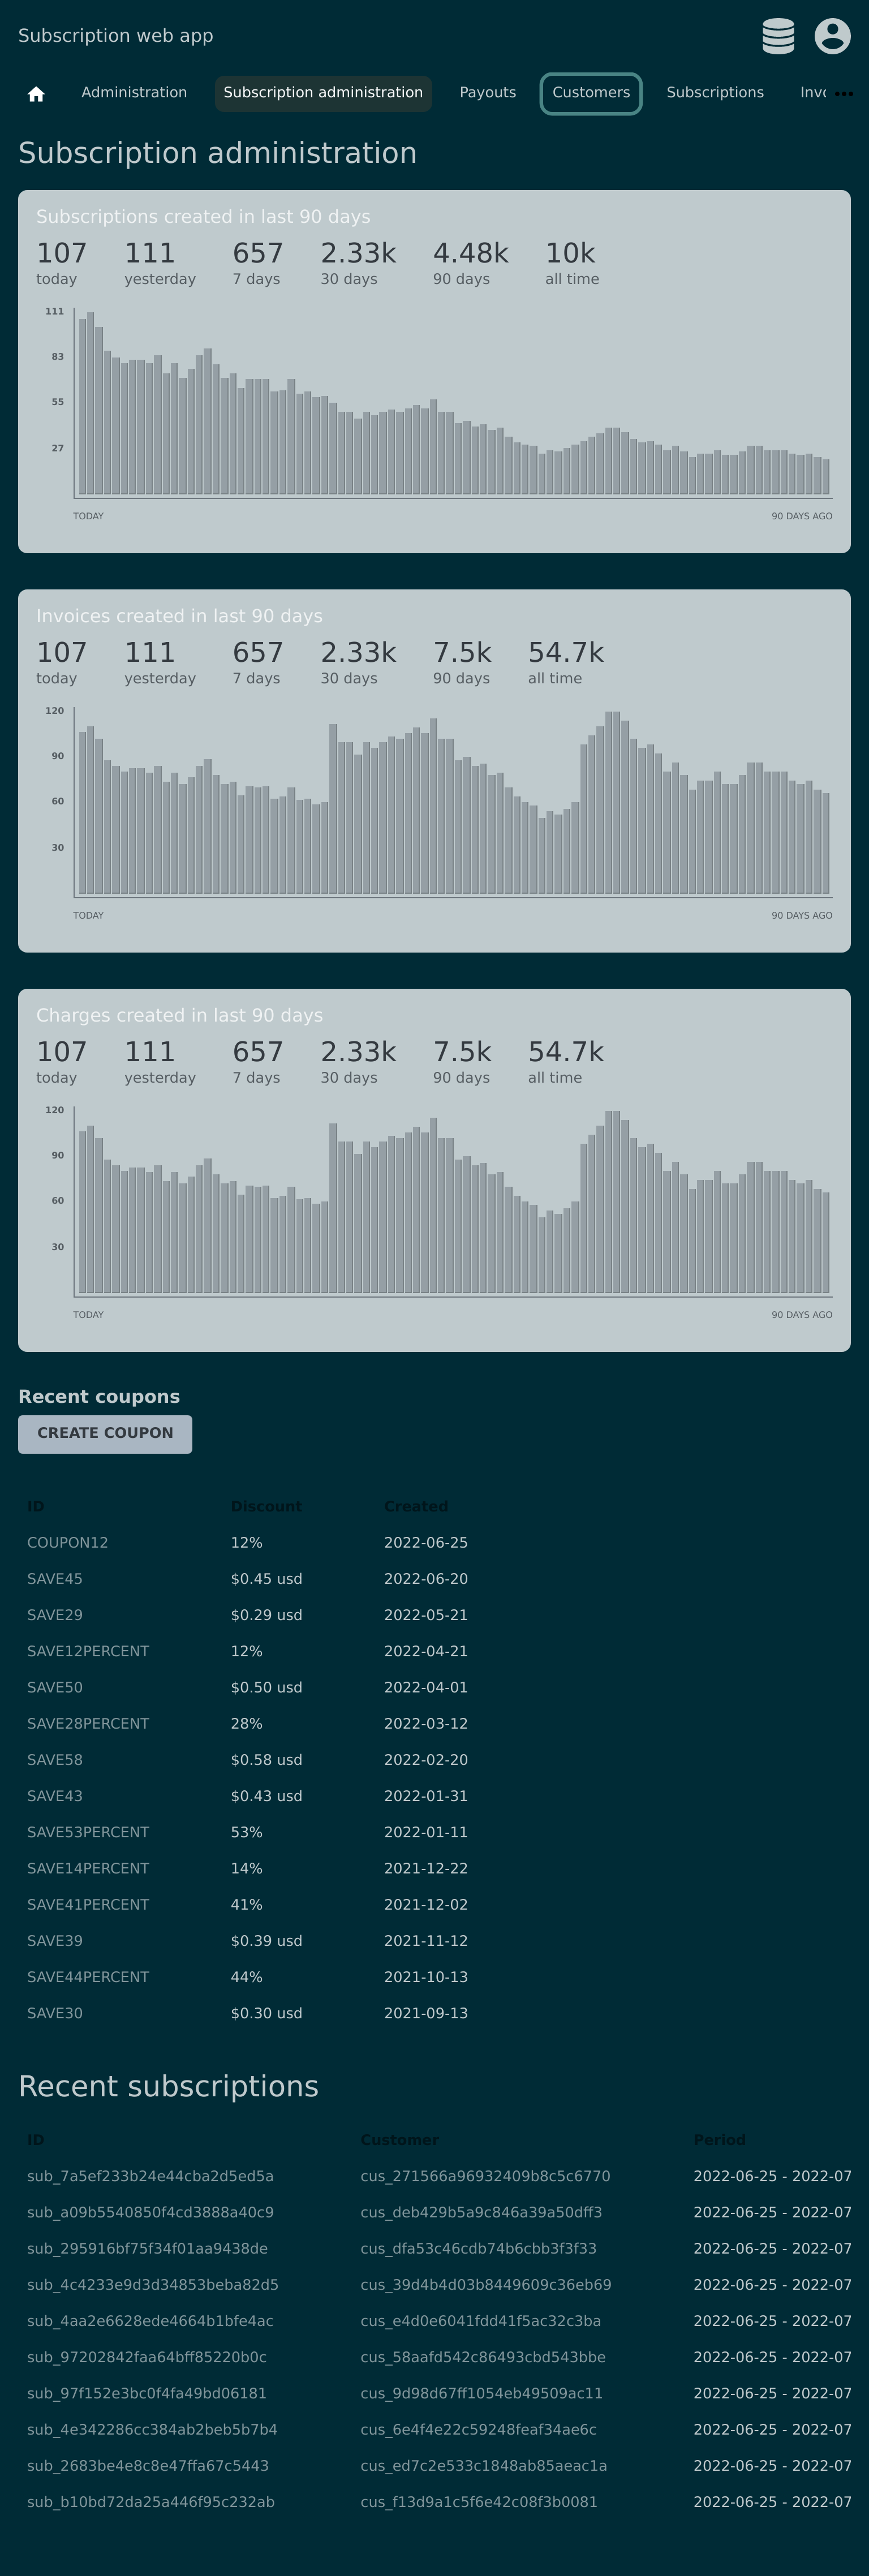 Subscription web app
Administration Subscription administration Payouts Customers Subscriptions
Subscription administration
Subscriptions created in last 90 days
107 111 657 2.33k 4.48k 10k
today yesterday 7 days 30 days 90 days all time
111
83
55
27
TODAY 90 DAYS AGO
Invoices created in last 90 days
107 111 657 2.33k 7.5k 54.7k
today yesterday 7 days 30 days 90 days all time
120
90
60
30
TODAY 90 DAYS AGO
Charges created in last 90 days
107 111 657 2.33k 7.5k 54.7k
today yesterday 7 days 30 days 90 days all time
120
90
60
30
TODAY 90 DAYS AGO
Recent coupons
CREATE COUPON
ID Discount Created
COUPON12 12% 2022-06-25
SAVE45 $0.45 usd 2022-06-20
SAVE29 $0.29 usd 2022-05-21
SAVE12PERCENT 12% 2022-04-21
SAVE50 $0.50 usd 2022-04-01
SAVE28PERCENT 28% 2022-03-12
SAVE58 $0.58 usd 2022-02-20
SAVE43 $0.43 usd 2022-01-31
SAVE53PERCENT 53% 2022-01-11
SAVE14PERCENT 14% 2021-12-22
SAVE41PERCENT 41% 2021-12-02
SAVE39 $0.39 usd 2021-11-12
SAVE44PERCENT 44% 2021-10-13
SAVE30 $0.30 usd 2021-09-13
Recent subscriptions
ID Customer Period
sub_7a5ef233b24e44cba2d5ed5a cus_271566a96932409b8c5c6770 2022-06-25 - 2022-07
sub_a09b5540850f4cd3888a40c9 cus_deb429b5a9c846a39a50dff3 2022-06-25 - 2022-07
sub_295916bf75f34f01aa9438de cus_dfa53c46cdb74b6cbb3f3f33 2022-06-25 - 2022-07
sub_4c4233e9d3d34853beba82d5 cus_39d4b4d03b8449609c36eb69 2022-06-25 - 2022-07
sub_4aa2e6628ede4664b1bfe4ac cus_e4d0e6041fdd41f5ac32c3ba 2022-06-25 - 2022-07
sub_97202842faa64bff85220b0c cus_58aafd542c86493cbd543bbe 2022-06-25 - 2022-07
sub_97f152e3bc0f4fa49bd06181 cus_9d98d67ff1054eb49509ac11 2022-06-25 - 2022-07
sub_4e342286cc384ab2beb5b7b4 cus_6e4f4e22c59248feaf34ae6c 2022-06-25 - 2022-07
sub_2683be4e8c8e47ffa67c5443 cus_ed7c2e533c1848ab85aeac1a 2022-06-25 - 2022-07
sub_b10bd72da25a446f95c232ab cus_f13d9a1c5f6e42c08f3b0081 2022-06-25 - 2022-07